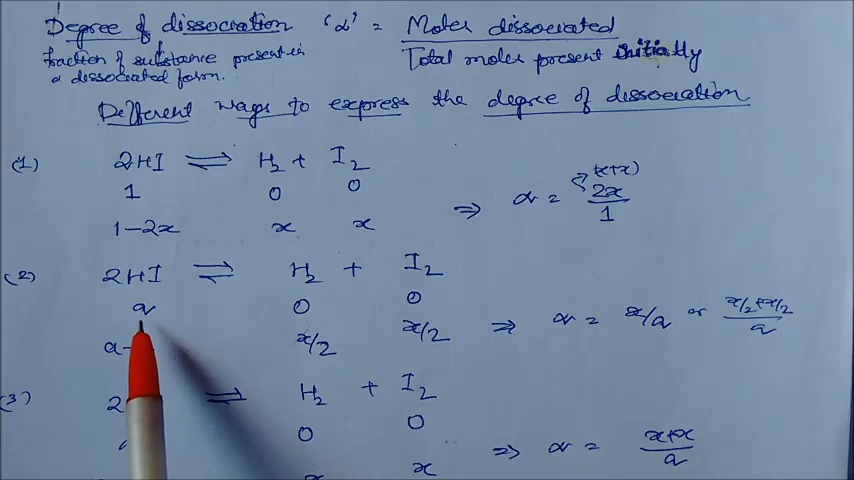 Degree of dissociation 'α' = Moles dissociated
Total moles present initially
fraction of substance present in
a dissociated form.
Different ways to express the degree of dissociation
(1) 2HI ⇌ H₂ + I₂
1 0 0
1-2x x x ⇒ α = 2x/1 (x+x)
(2) 2HI ⇌ H₂ + I₂
a 0 0
a- x/2 x/2 ⇒ α = x/a or x/2+x/2/a
(3) 2 ⇌ H₂ + I₂
0 0
x x ⇒ α = x+x/a